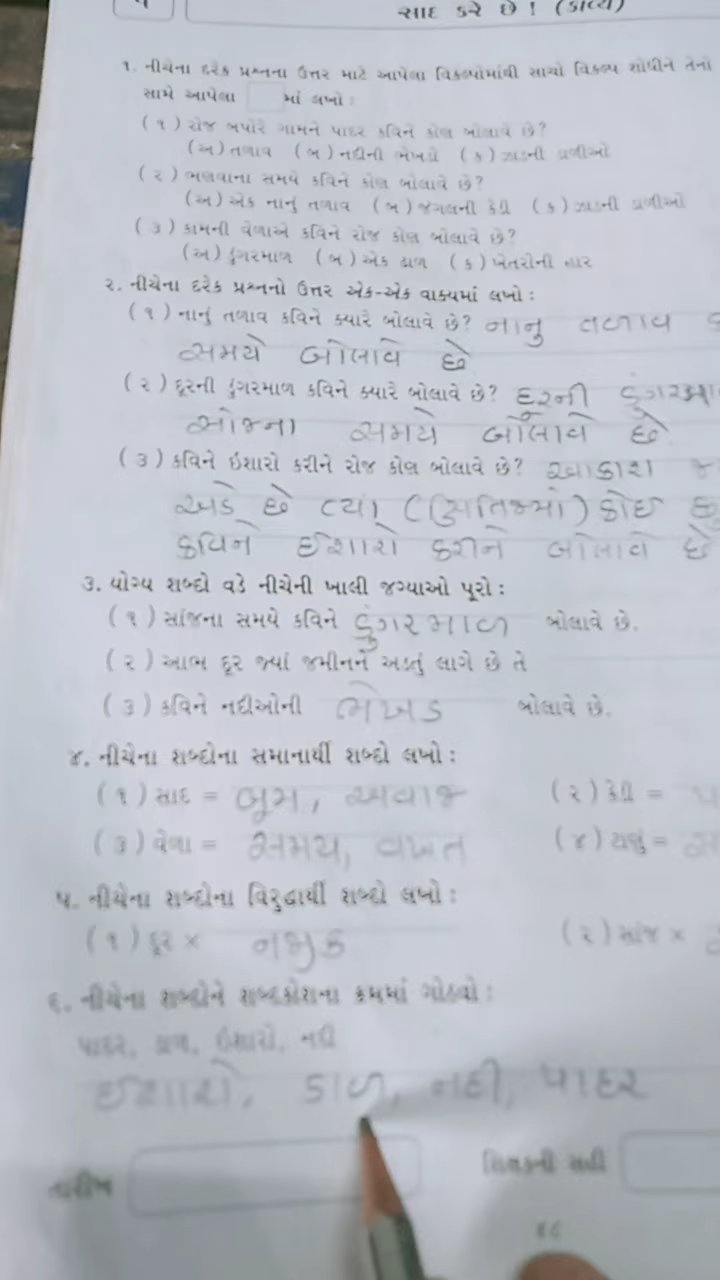 ૫
સાદ કરે છે ! (કાવ્ય)
૧. નીચેના દરેક પ્રશ્નના ઉત્તર માટે આપેલા વિકલ્પોમાંથી સાચો વિકલ્પ શોધીને તેનો
સામે આપેલા માં લખો :
(૧) રોજ બપોરે ગામને પાદર કવિને કોણ બોલાવે છે?
(અ) તળાવ (બ) નદીની ભેખડો (ક) ઝાડની ડાળીઓ
(૨) ભણવાના સમયે કવિને કોણ બોલાવે છે?
(અ) એક નાનું તળાવ (બ) જંગલની કેડી (ક) ઝાડની ડાળીઓ
(૩) કામની વેળાએ કવિને રોજ કોણ બોલાવે છે?
(અ) ડુંગરમાળ (બ) એક ઢાળ (ક) ખેતરોની હાર
૨. નીચેના દરેક પ્રશ્નનો ઉત્તર એક-એક વાક્યમાં લખો :
(૧) નાનું તળાવ કવિને ક્યારે બોલાવે છે? નાનુ તળાવ
સમયે બોલાવે છે
(૨) દૂરની ડુંગરમાળ કવિને ક્યારે બોલાવે છે? દૂરની
સાંજના સમયે બોલાવે છે
(૩) કવિને ઇશારો કરીને રોજ કોણ બોલાવે છે? આકાશ
અડે છે ત્યાં (ક્ષિતિજમાં) કોઈ
કવિને ઈશારો કરીને બોલાવે છે
૩. યોગ્ય શબ્દો વડે નીચેની ખાલી જગ્યાઓ પૂરો :
(૧) સાંજના સમયે કવિને ડુંગરમાળ બોલાવે છે.
(૨) આભ દૂર જ્યાં જમીનને અડતું લાગે છે તે
(૩) કવિને નદીઓની ભેખડ બોલાવે છે.
૪. નીચેના શબ્દોના સમાનાર્થી શબ્દો લખો :
(૧) સાદ = બૂમ, અવાજ (૨) કેડી =
(૩) વેળા = સમય, વખત (૪) ટાણું =
૫. નીચેના શબ્દોના વિરુદ્ધાર્થી શબ્દો લખો :
(૧) દૂર × નજીક (૨) સાંજ ×
૬. નીચેના શબ્દોને શબ્દકોશના ક્રમમાં ગોઠવો :
પાદર, ડાળ, ઇશારો, નદી
ઈશારો, ડાળ, નદી, પાદર
તારીખ શિક્ષકની સહી